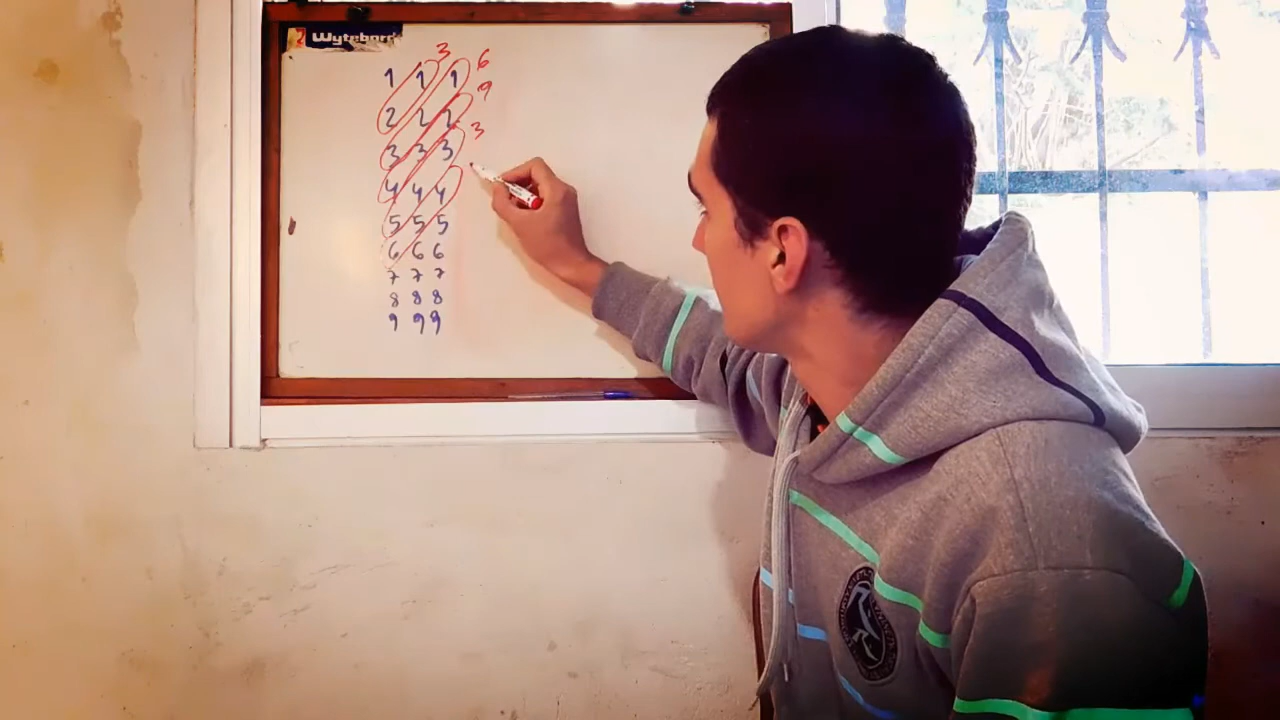 Wytebord
3 6
1 1 1 9
2 2 2 3
3 3 3
4 4 4
5 5 5
6 6 6
7 7 7
8 8 8
9 9 9